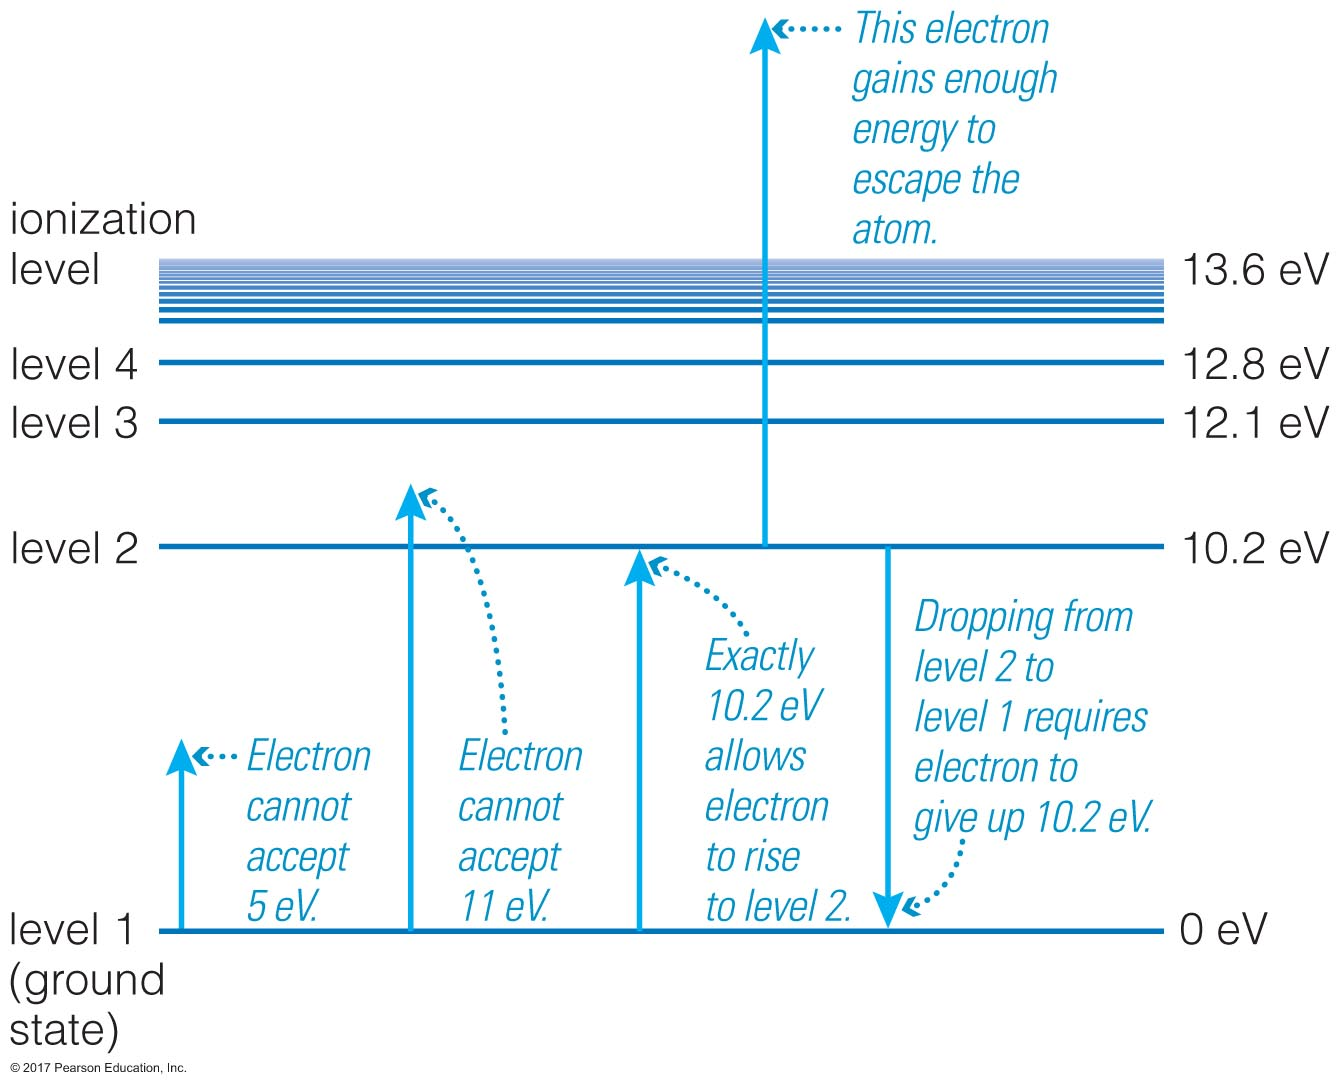 This electron
gains enough
energy to
escape the
atom.
ionization
level
13.6 eV
level 4
12.8 eV
level 3
12.1 eV
level 2
10.2 eV
Electron
cannot
accept
5 eV.
Electron
cannot
accept
11 eV.
Exactly
10.2 eV
allows
electron
to rise
to level 2.
Dropping from
level 2 to
level 1 requires
electron to
give up 10.2 eV.
level 1
(ground
state)
0 eV
© 2017 Pearson Education, Inc.